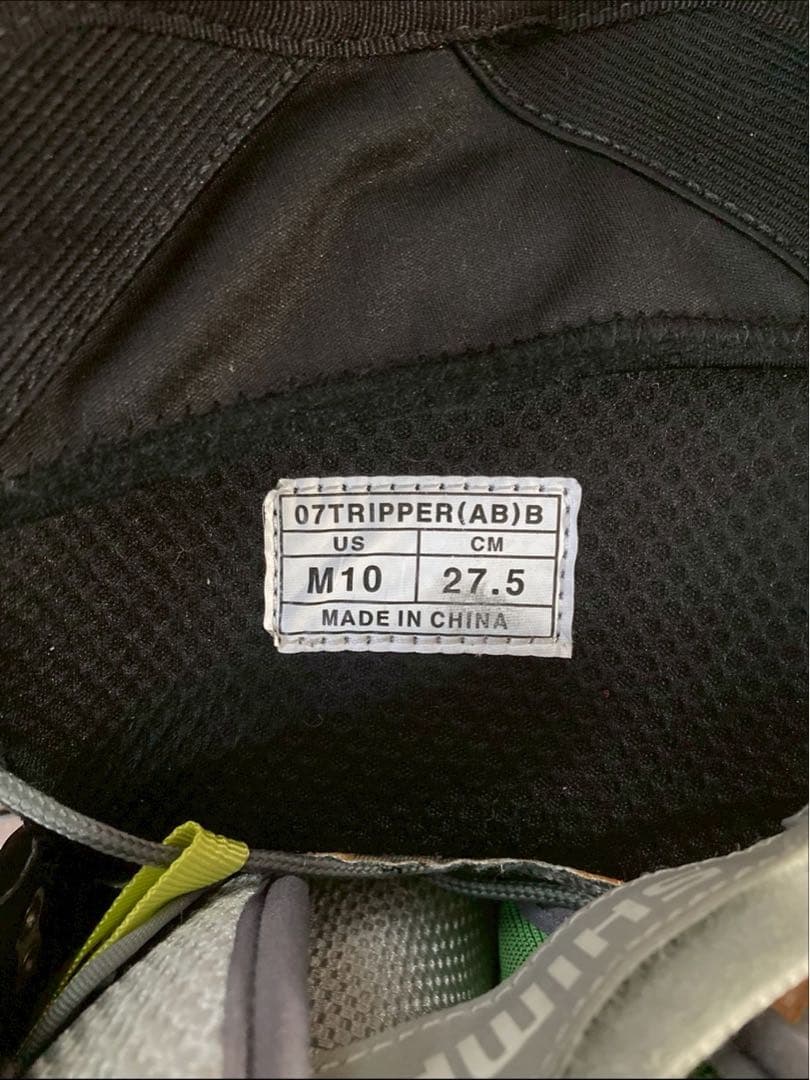 07TRIPPER(AB)B
US CM
M10 27.5
MADE IN CHINA